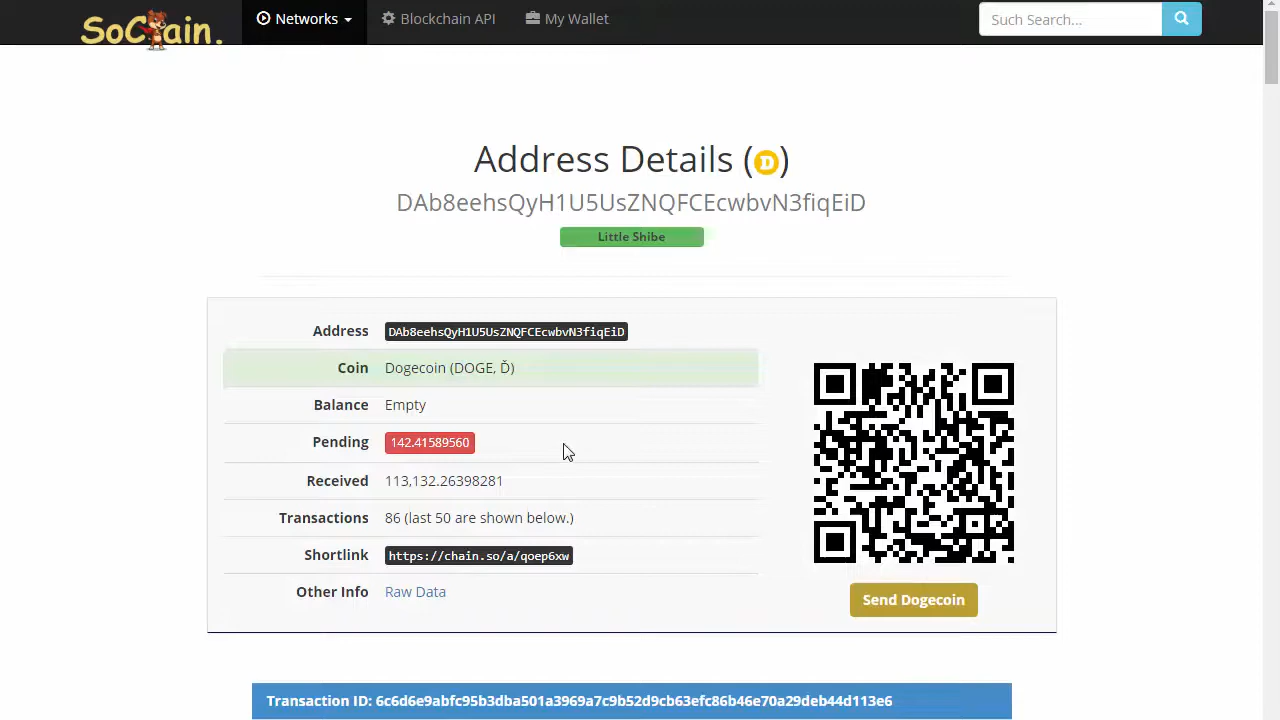 SoChain.
Networks
Blockchain API
My Wallet
Such Search...
Address Details (D)
DAb8eehsQyH1U5UsZNQFCEcwbvN3fiqEiD
Little Shibe
Address DAb8eehsQyH1U5UsZNQFCEcwbvN3fiqEiD
Coin Dogecoin (DOGE, Ď)
Balance Empty
Pending 142.41589560
Received 113,132.26398281
Transactions 86 (last 50 are shown below.)
Shortlink https://chain.so/a/qoep6xw
Other Info Raw Data
Send Dogecoin
Transaction ID: 6c6d6e9abfc95b3dba501a3969a7c9b52d9cb63efc86b46e70a29deb44d113e6